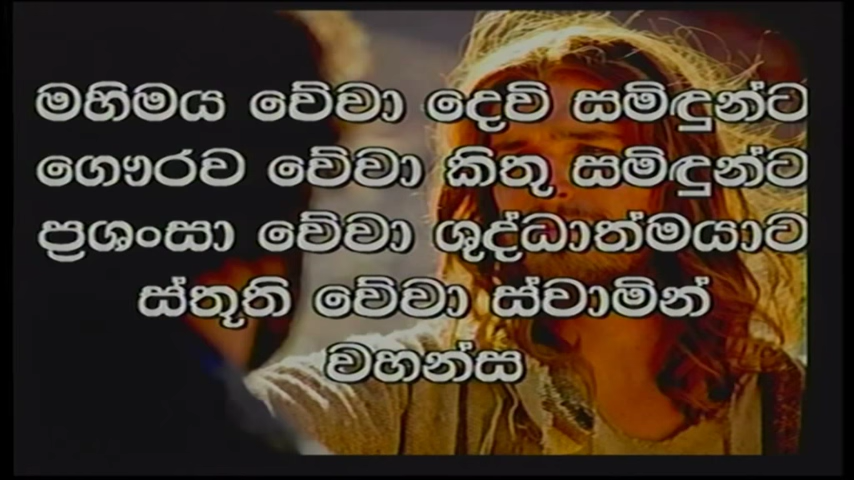 මහිමය වේවා දෙවි සමිඳුන්ට
ගෞරව වේවා කිතු සමිඳුන්ට
ප්‍රශංසා වේවා ශුද්ධාත්මයාට
ස්තූති වේවා ස්වාමින්
වහන්ස